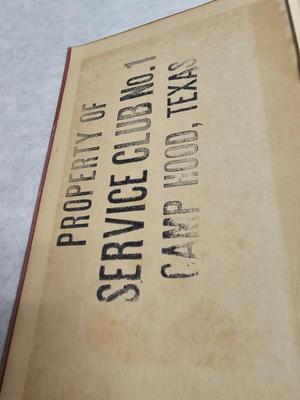 PROPERTY OF
SERVICE CLUB No. 1
CAMP HOOD, TEXAS